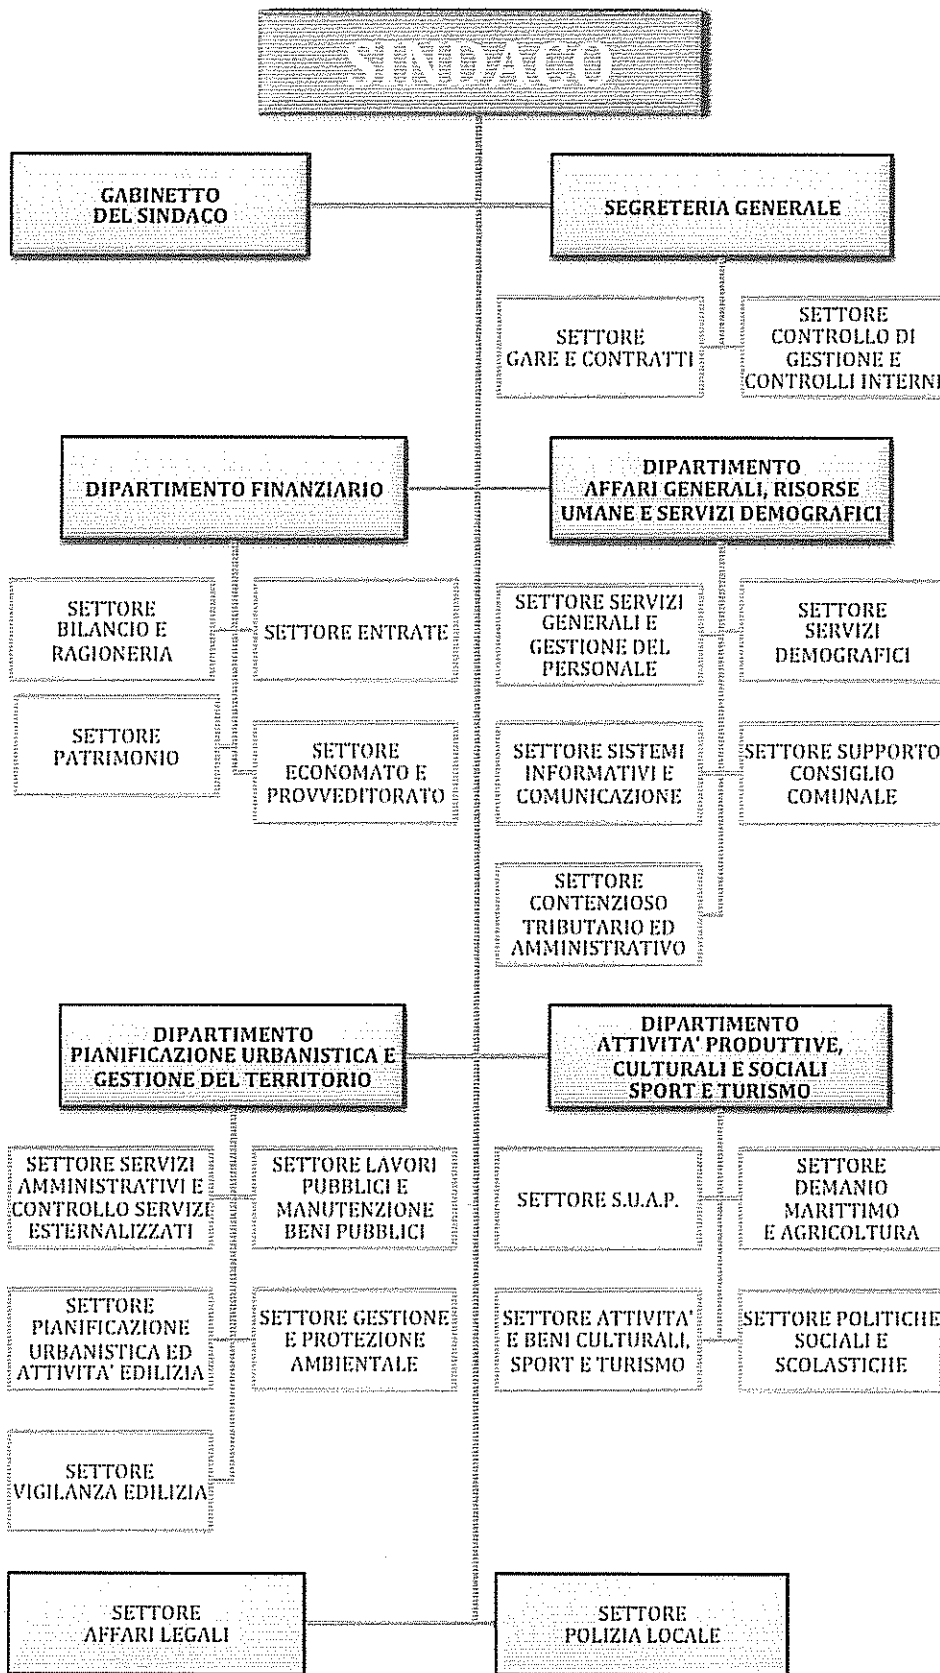 SINDACO
GABINETTO
DEL SINDACO
SEGRETERIA GENERALE
SETTORE
GARE E CONTRATTI
SETTORE
CONTROLLO DI
GESTIONE E
CONTROLLI INTERNI
DIPARTIMENTO FINANZIARIO
DIPARTIMENTO
AFFARI GENERALI, RISORSE
UMANE E SERVIZI DEMOGRAFICI
SETTORE
BILANCIO E
RAGIONERIA
SETTORE ENTRATE
SETTORE SERVIZI
GENERALI E
GESTIONE DEL
PERSONALE
SETTORE
SERVIZI
DEMOGRAFICI
SETTORE
PATRIMONIO
SETTORE
ECONOMATO E
PROVVEDITORATO
SETTORE SISTEMI
INFORMATIVI E
COMUNICAZIONE
SETTORE SUPPORTO
CONSIGLIO
COMUNALE
SETTORE
CONTENZIOSO
TRIBUTARIO ED
AMMINISTRATIVO
DIPARTIMENTO
PIANIFICAZIONE URBANISTICA E
GESTIONE DEL TERRITORIO
DIPARTIMENTO
ATTIVITA' PRODUTTIVE,
CULTURALI E SOCIALI
SPORT E TURISMO
SETTORE SERVIZI
AMMINISTRATIVI E
CONTROLLO SERVIZI
ESTERNALIZZATI
SETTORE LAVORI
PUBBLICI E
MANUTENZIONE
BENI PUBBLICI
SETTORE S.U.A.P.
SETTORE
DEMANIO
MARITTIMO
E AGRICOLTURA
SETTORE
PIANIFICAZIONE
URBANISTICA ED
ATTIVITA' EDILIZIA
SETTORE GESTIONE
E PROTEZIONE
AMBIENTALE
SETTORE ATTIVITA'
E BENI CULTURALI,
SPORT E TURISMO
SETTORE POLITICHE
SOCIALI E
SCOLASTICHE
SETTORE
VIGILANZA EDILIZIA
SETTORE
AFFARI LEGALI
SETTORE
POLIZIA LOCALE